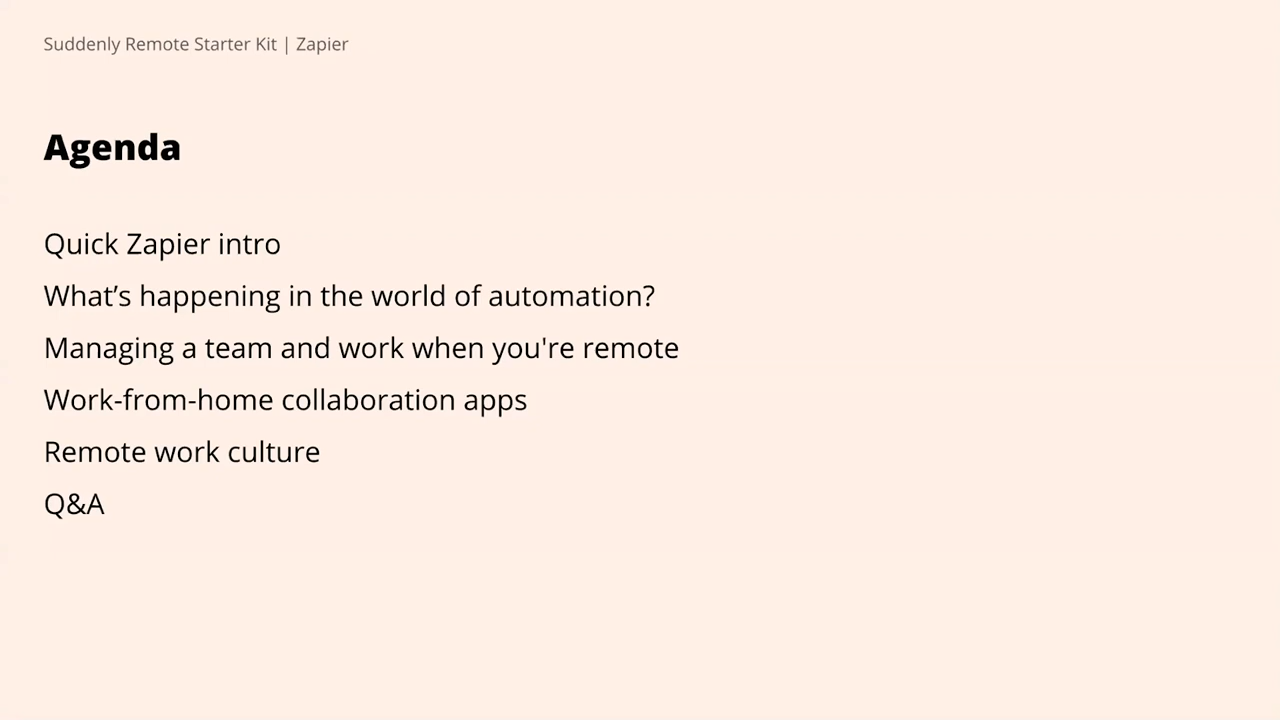 Suddenly Remote Starter Kit | Zapier
Agenda
Quick Zapier intro
What’s happening in the world of automation?
Managing a team and work when you're remote
Work-from-home collaboration apps
Remote work culture
Q&A